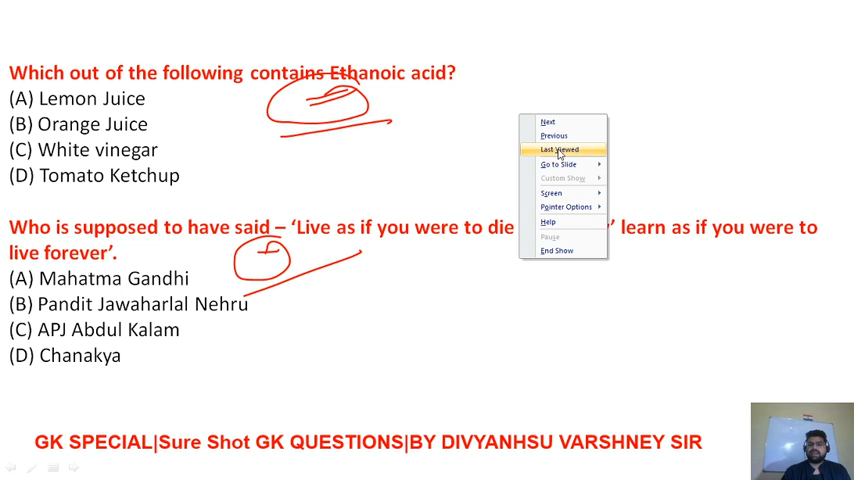 Which out of the following contains Ethanoic acid?
(A) Lemon Juice
(B) Orange Juice
(C) White vinegar
(D) Tomato Ketchup
Who is supposed to have said – ‘Live as if you were to die ’ learn as if you were to
live forever’.
(A) Mahatma Gandhi
(B) Pandit Jawaharlal Nehru
(C) APJ Abdul Kalam
(D) Chanakya
Next
Previous
Last Viewed
Go to Slide
Custom Show
Screen
Pointer Options
Help
Pause
End Show
GK SPECIAL|Sure Shot GK QUESTIONS|BY DIVYANHSU VARSHNEY SIR